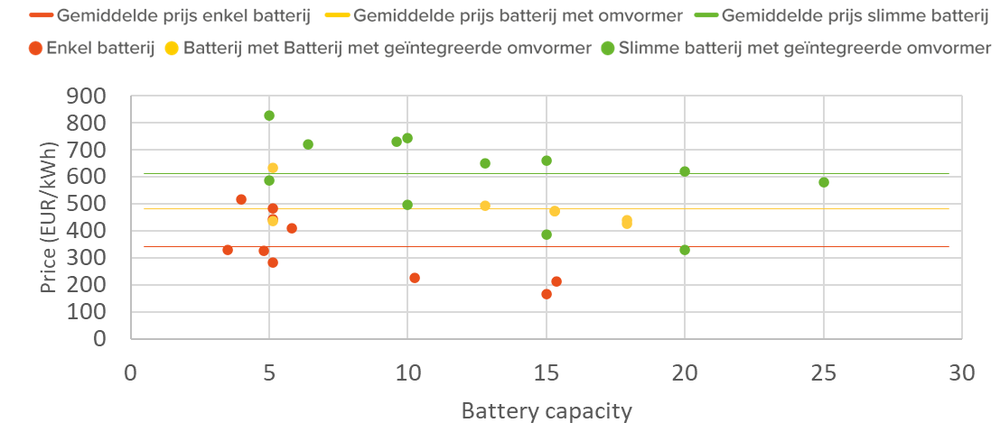 Gemiddelde prijs enkel batterij Gemiddelde prijs batterij met omvormer Gemiddelde prijs slimme batterij
Enkel batterij Batterij met Batterij met geïntegreerde omvormer Slimme batterij met geïntegreerde omvormer
900
800
700
600
500
400
300
200
100
0
Price (EUR/kWh)
0 5 10 15 20 25 30
Battery capacity